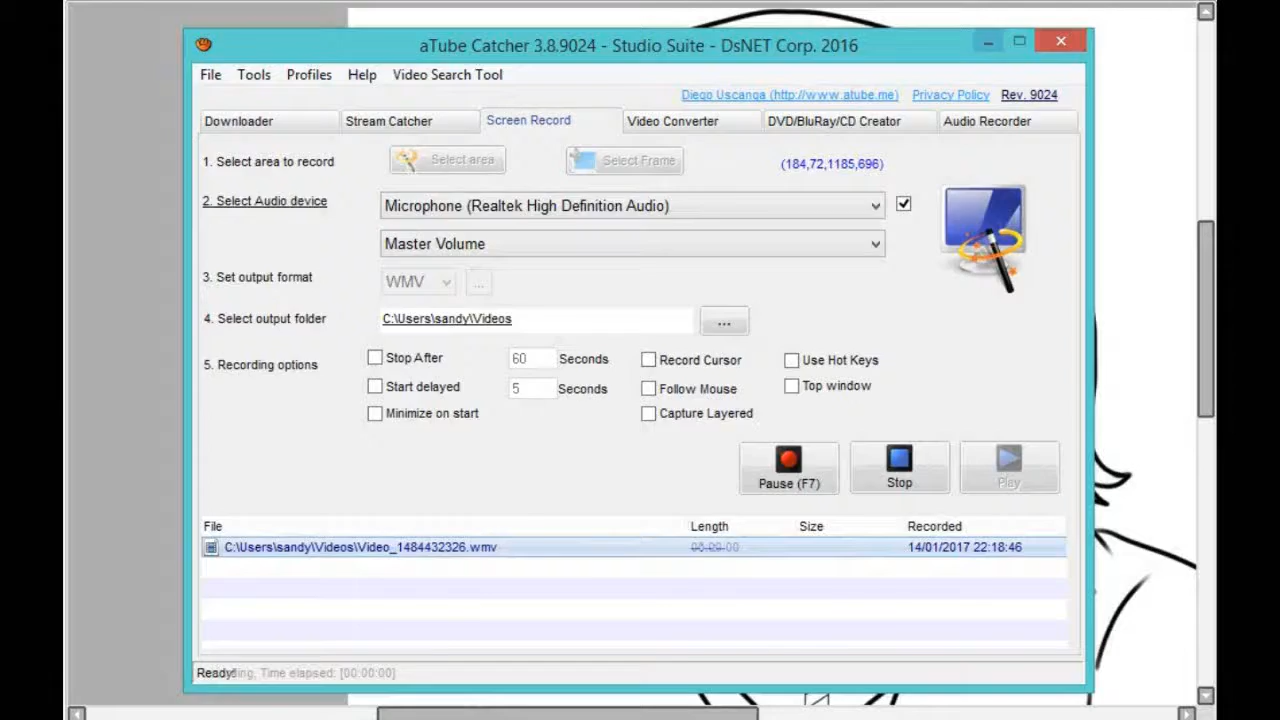 aTube Catcher 3.8.9024 - Studio Suite - DsNET Corp. 2016
File Tools Profiles Help Video Search Tool
Diego Uscanga (http://www.atube.me) Privacy Policy Rev. 9024
Downloader Stream Catcher Screen Record Video Converter DVD/BluRay/CD Creator Audio Recorder
1. Select area to record Select area Select Frame (184,72,1185,696)
2. Select Audio device Microphone (Realtek High Definition Audio)
Master Volume
3. Set output format WMV ...
4. Select output folder C:\Users\sandy\Videos ...
5. Recording options Stop After 60 Seconds Record Cursor Use Hot Keys
Start delayed 5 Seconds Follow Mouse Top window
Minimize on start Capture Layered
Pause (F7) Stop Play
File Length Size Recorded
C:\Users\sandy\Videos\Video_1484432326.wmv 00:00:00 14/01/2017 22:18:46
Ready! Time elapsed: [00:00:00]